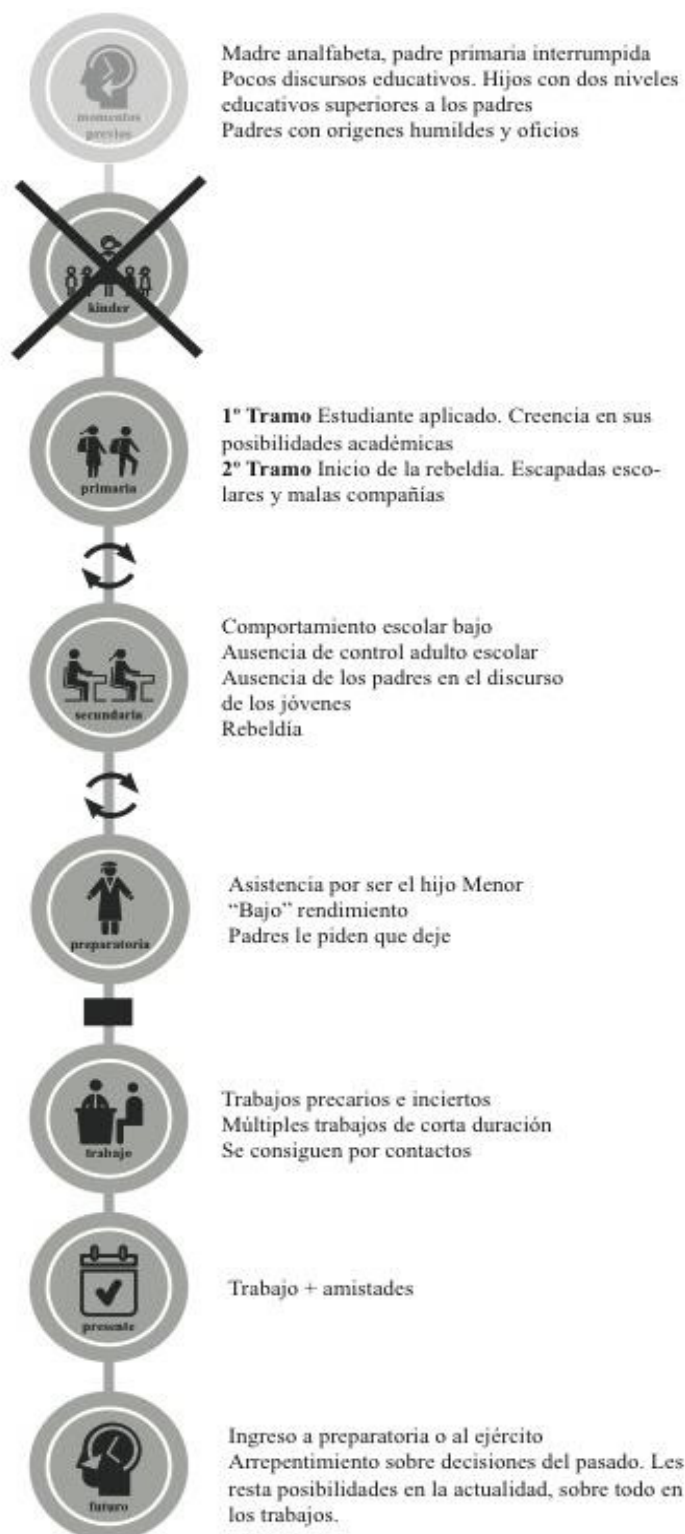 momentos
previos
Madre analfabeta, padre primaria interrumpida
Pocos discursos educativos. Hijos con dos niveles
educativos superiores a los padres
Padres con orígenes humildes y oficios
kinder
primaria
1º Tramo Estudiante aplicado. Creencia en sus
posibilidades académicas
2º Tramo Inicio de la rebeldía. Escapadas esco-
lares y malas compañías
secundaria
Comportamiento escolar bajo
Ausencia de control adulto escolar
Ausencia de los padres en el discurso
de los jóvenes
Rebeldía
preparatoria
Asistencia por ser el hijo Menor
“Bajo” rendimiento
Padres le piden que deje
trabajo
Trabajos precarios e inciertos
Múltiples trabajos de corta duración
Se consiguen por contactos
presente
Trabajo + amistades
futuro
Ingreso a preparatoria o al ejército
Arrepentimiento sobre decisiones del pasado. Les
resta posibilidades en la actualidad, sobre todo en
los trabajos.